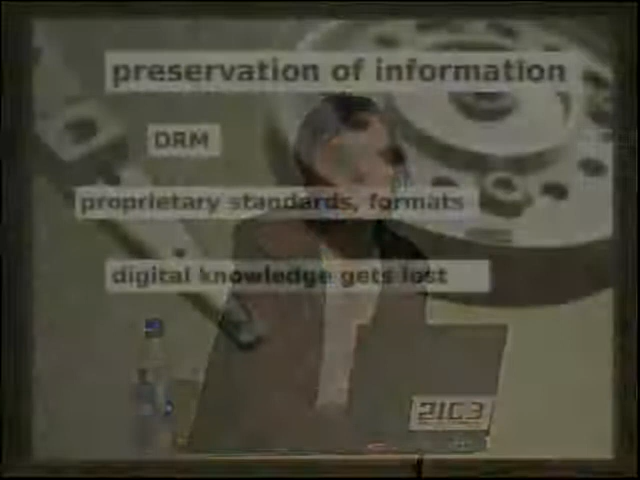 preservation of information
DRM
proprietary standards, formats
digital knowledge gets lost
21C3